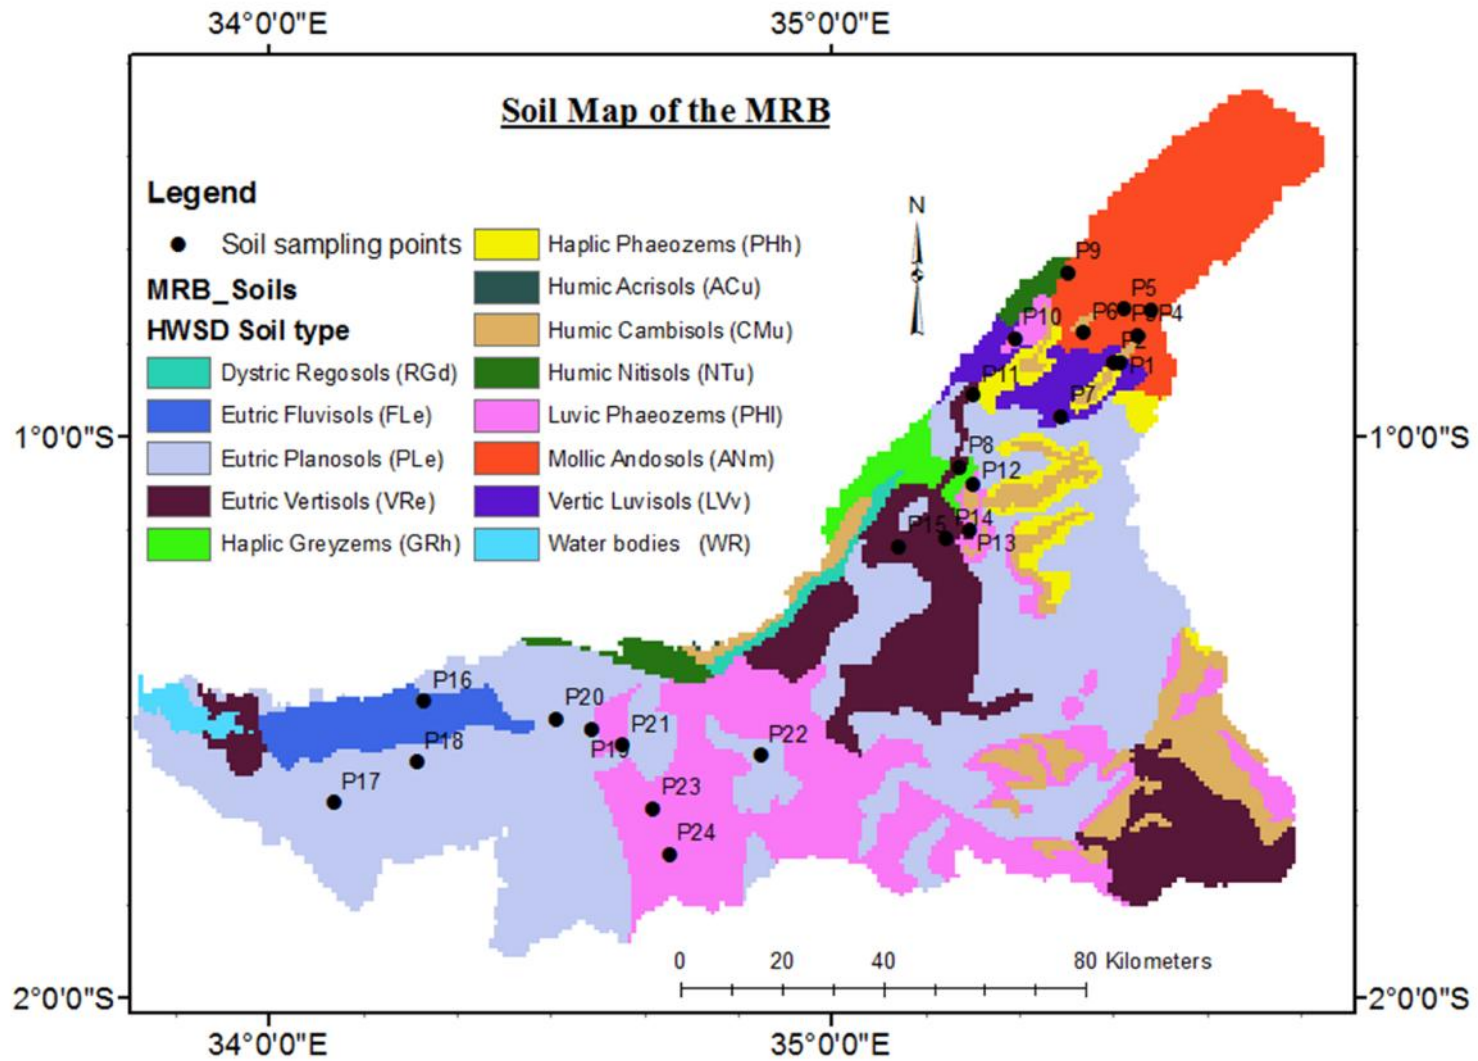 34°0'0"E 35°0'0"E
Soil Map of the MRB
Legend
Soil sampling points
MRB_Soils
HWSD Soil type
Dystric Regosols (RGd)
Eutric Fluvisols (FLe)
Eutric Planosols (PLe)
Eutric Vertisols (VRe)
Haplic Greyzems (GRh)
Haplic Phaeozems (PHh)
Humic Acrisols (ACu)
Humic Cambisols (CMu)
Humic Nitisols (NTu)
Luvic Phaeozems (PHl)
Mollic Andosols (ANm)
Vertic Luvisols (LVv)
Water bodies (WR)
N
P9
P5
P6 P3 P4
P10
P2
P1
P11
P7
1°0'0"S 1°0'0"S
P8
P12
P15 P14
P13
P16
P20
P21
P19
P22
P18
P17
P23
P24
0 20 40 80 Kilometers
2°0'0"S 2°0'0"S
34°0'0"E 35°0'0"E